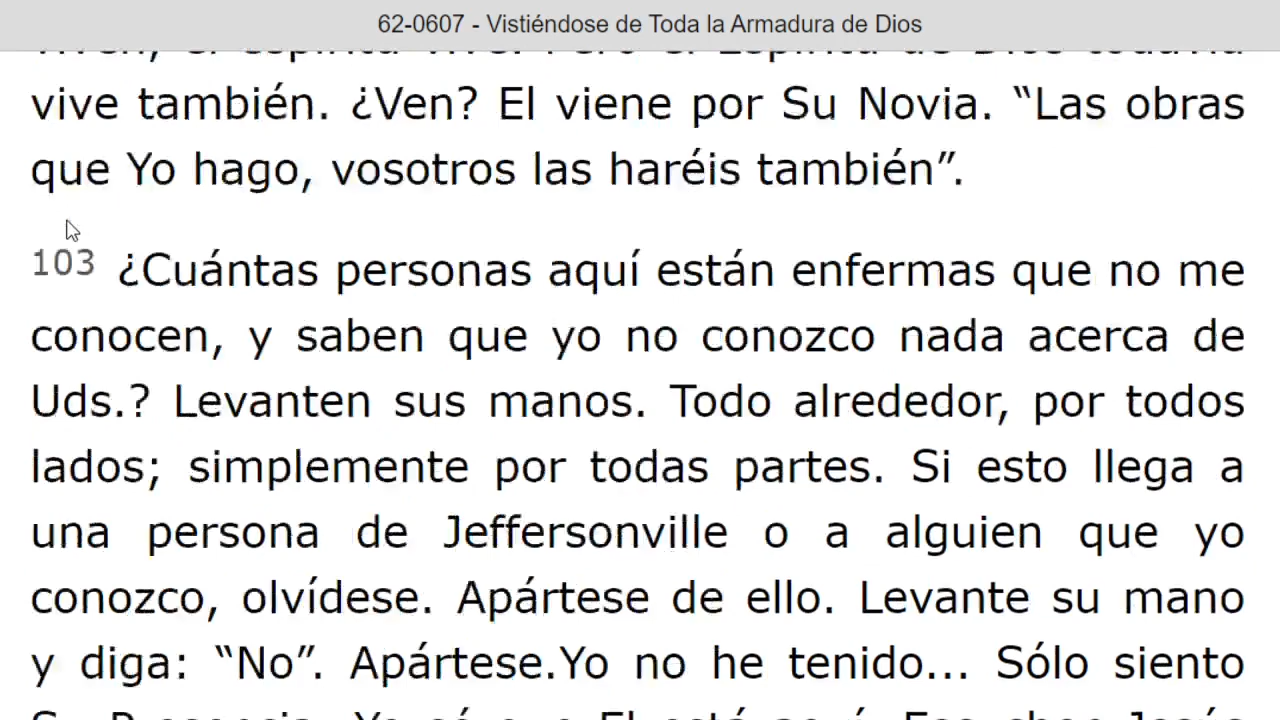 62-0607 - Vistiéndose de Toda la Armadura de Dios
vive también. ¿Ven? El viene por Su Novia. “Las obras
que Yo hago, vosotros las haréis también”.
103 ¿Cuántas personas aquí están enfermas que no me
conocen, y saben que yo no conozco nada acerca de
Uds.? Levanten sus manos. Todo alrededor, por todos
lados; simplemente por todas partes. Si esto llega a
una persona de Jeffersonville o a alguien que yo
conozco, olvídese. Apártese de ello. Levante su mano
y diga: “No”. Apártese.Yo no he tenido... Sólo siento